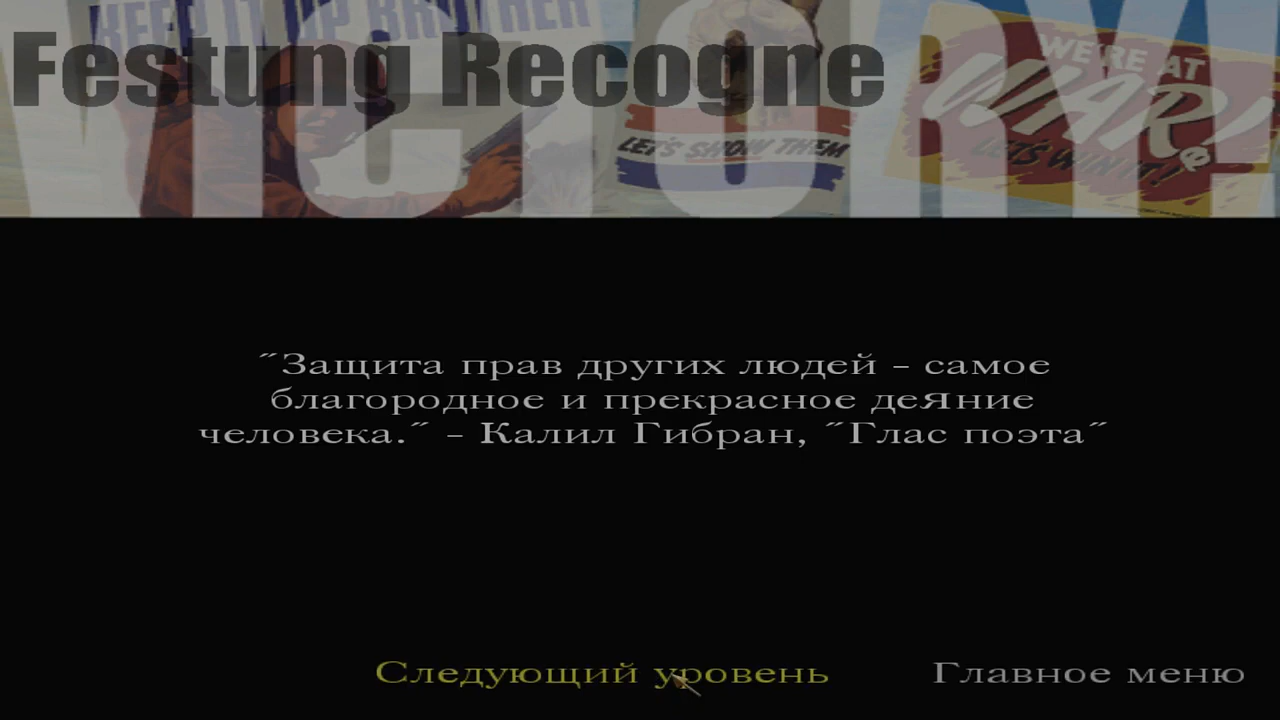 KEEP IT UP BROTHER
VICTORY
Festung Recogne
WE'RE AT
WAR!
LET'S SHOW THEM
LET'S WIN IT!
"Защита прав других людей – самое
благородное и прекрасное деЯние
человека." – Калил Гибран, "Глас поэта"
Следующий уровень
Главное меню